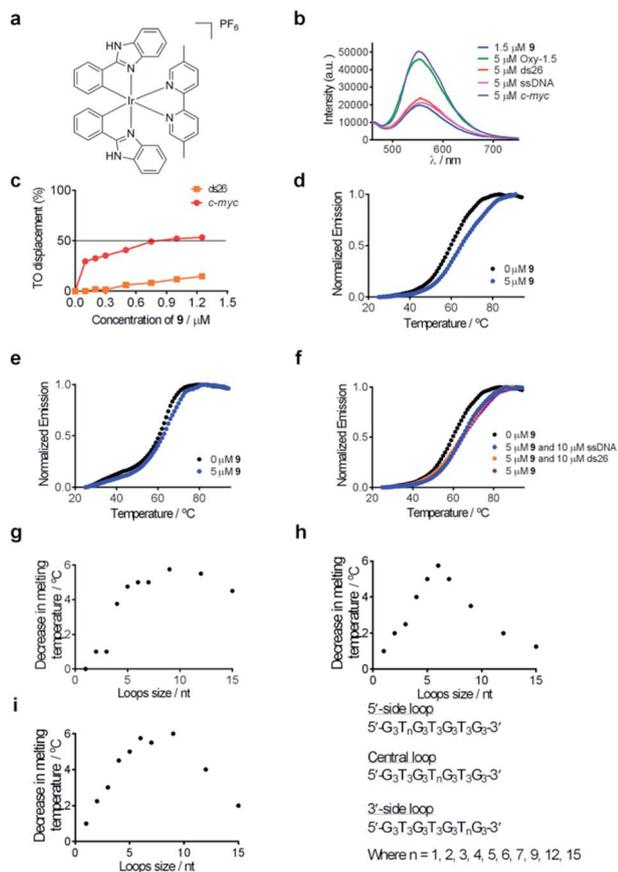 a
PF6
HN
N
Ir
N
N
N
HN
b
Intensity (a.u. )
50000
40000
30000
20000
10000
0
500 600 700
λ / nm
1.5 μM 9
5 μM Oxy-1.5
5 μM ds26
5 μM ssDNA
5 μM c-myc
c
TO displacement (%)
100
50
0
0.0 0.3 0.6 0.9 1.2 1.5
Concentration of 9 / μM
ds26
c-myc
d
Normalized Emission
1.0
0.5
0.0
20 40 60 80
Temperature / ºC
0 μM 9
5 μM 9
e
Normalized Emission
1.0
0.5
0.0
40 60 80
Temperature / ºC
0 μM 9
5 μM 9
f
Normalized Emission
1.0
0.5
0.0
20 40 60 80
Temperature / ºC
0 μM 9
5 μM 9 and 10 μM ssDNA
5 μM 9 and 10 μM ds26
5 μM 9
g
Decrease in melting
temperature / ºC
6
4
2
0
0 5 10 15
Loops size / nt
h
Decrease in melting
temperature / ºC
6
4
2
0
0 5 10 15
Loops size / nt
5′-side loop
5′-G3TnG3T3G3T3G3-3′
Central loop
5′-G3T3G3TnG3T3G3-3′
3′-side loop
5′-G3T3G3T3G3TnG3-3′
Where n = 1, 2, 3, 4, 5, 6, 7, 9, 12, 15
i
Decrease in melting
temperature / ºC
6
4
2
0
0 5 10 15
Loops size / nt